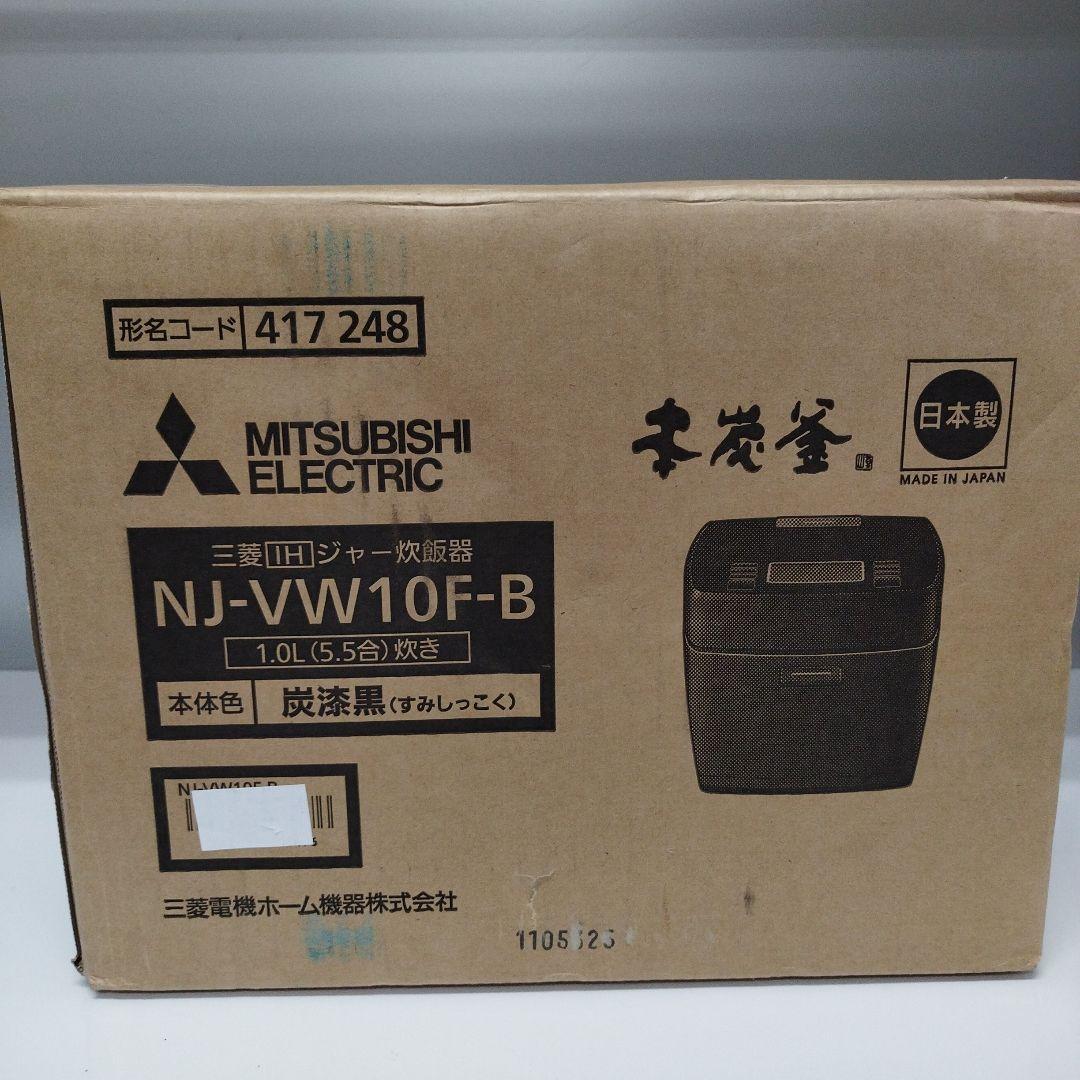 形名コード 417 248
MITSUBISHI
ELECTRIC
本炭釜
日本製
MADE IN JAPAN
三菱IHジャー炊飯器
NJ-VW10F-B
1.0L(5.5合)炊き
本体色 炭漆黒(すみしっこく)
NJ-VW10F-B
三菱電機ホーム機器株式会社